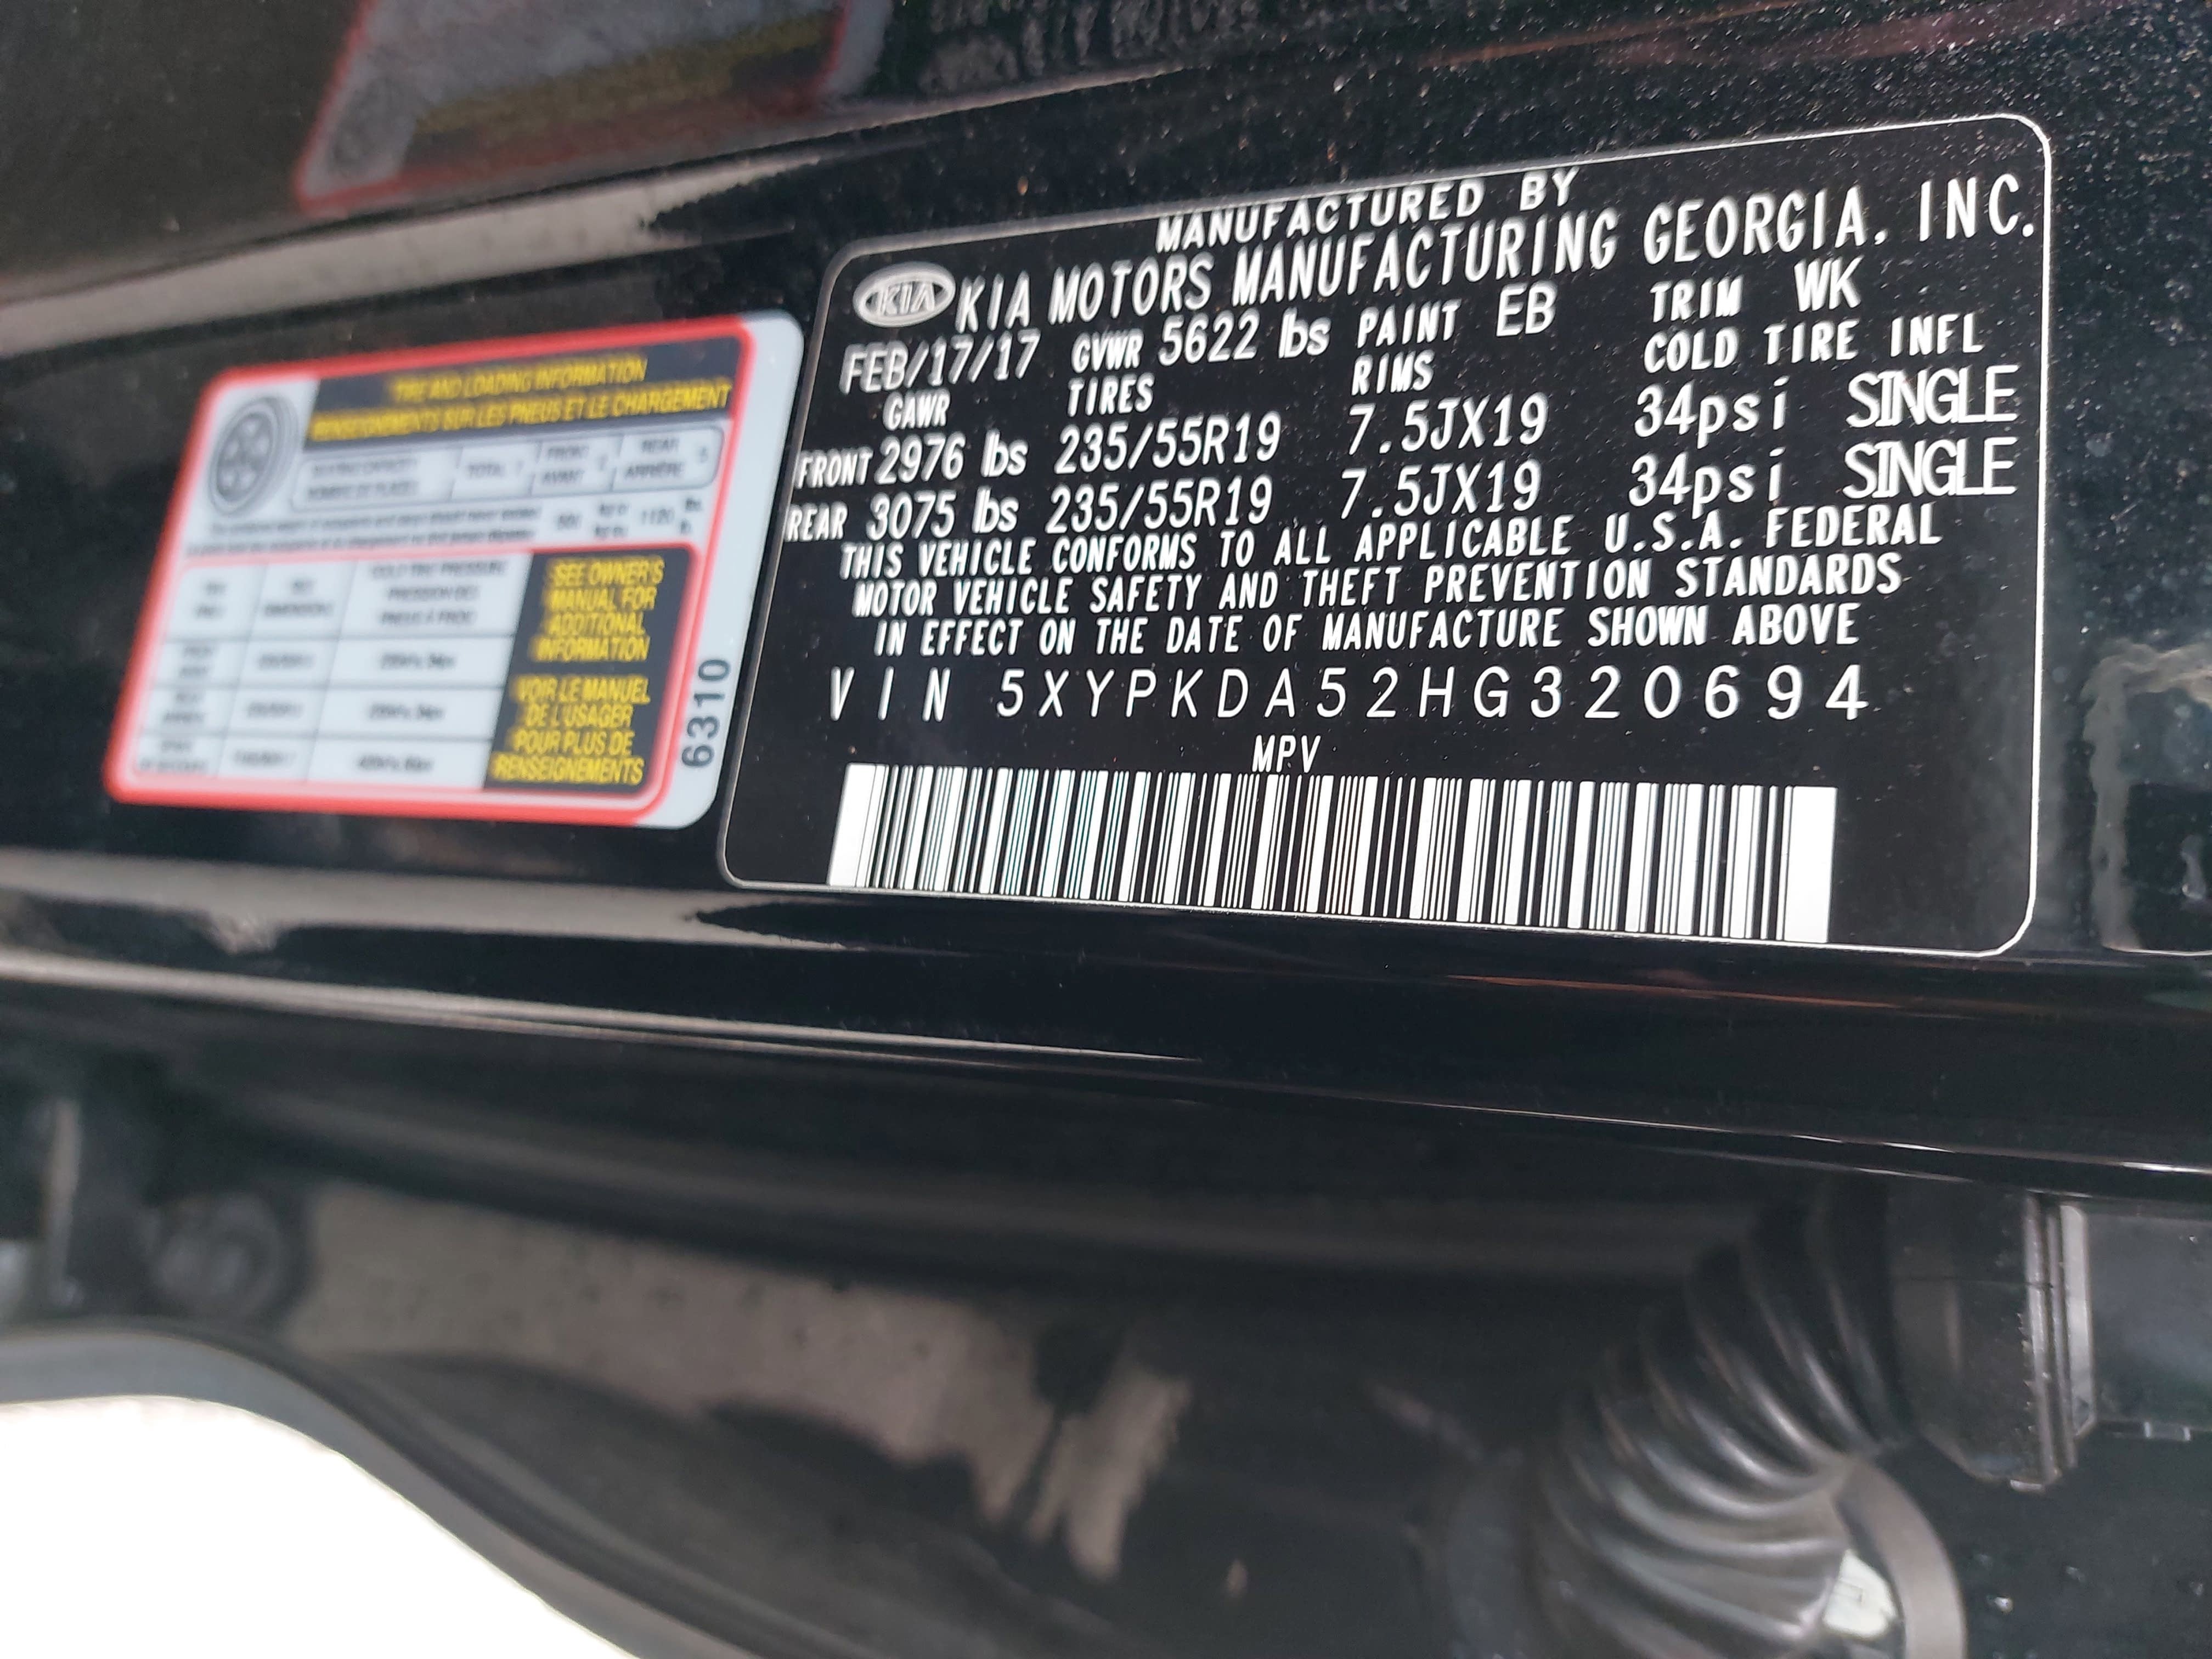 MANUFACTURED BY
KIA KIA MOTORS MANUFACTURING GEORGIA, INC.
FEB/17/17 GVWR 5622 lbs PAINT EB TRIM WK
GAWR TIRES RIMS COLD TIRE INFL
FRONT 2976 lbs 235/55R19 7.5JX19 34psi SINGLE
REAR 3075 lbs 235/55R19 7.5JX19 34psi SINGLE
THIS VEHICLE CONFORMS TO ALL APPLICABLE U.S.A. FEDERAL
MOTOR VEHICLE SAFETY AND THEFT PREVENTION STANDARDS
IN EFFECT ON THE DATE OF MANUFACTURE SHOWN ABOVE
VIN 5XYPKDA52HG320694
MPV
TIRE AND LOADING INFORMATION
RENSEIGNEMENTS SUR LES PNEUS ET LE CHARGEMENT
TOTAL
FRONT
AVANT
REAR
ARRIÈRE
SEE OWNER'S
MANUAL FOR
ADDITIONAL
INFORMATION
VOIR LE MANUEL
DE L'USAGER
POUR PLUS DE
RENSEIGNEMENTS
6310